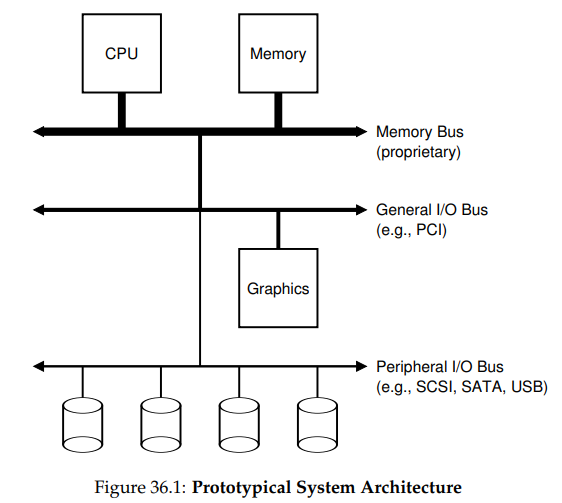 CPU
Memory
Memory Bus
(proprietary)
General I/O Bus
(e.g., PCI)
Graphics
Peripheral I/O Bus
(e.g., SCSI, SATA, USB)
Figure 36.1: Prototypical System Architecture